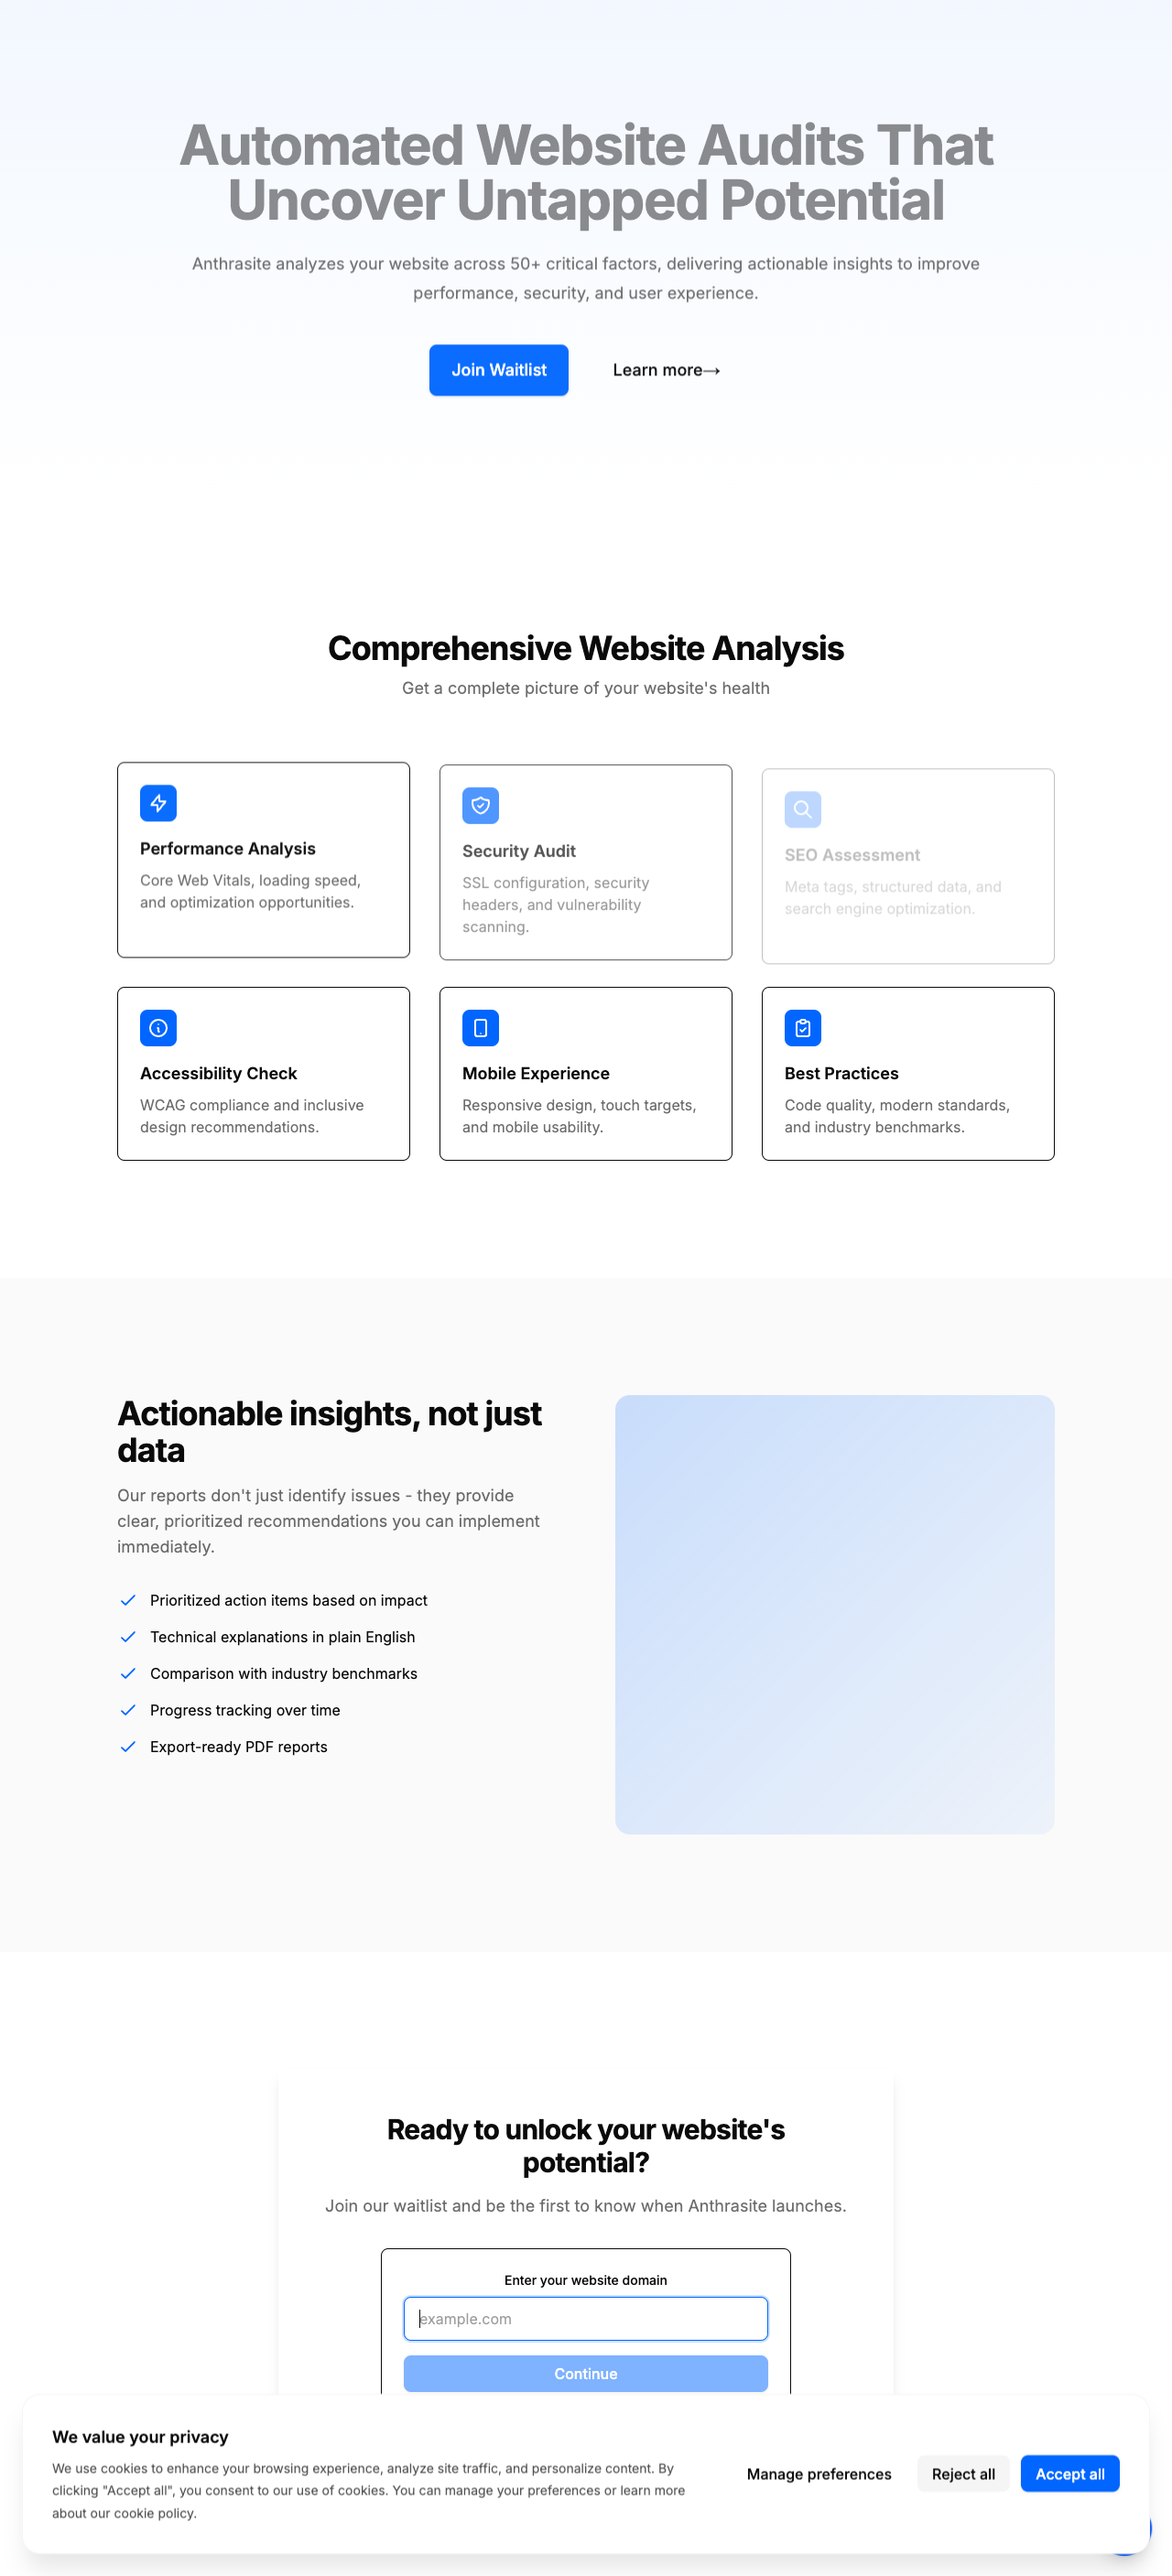 Automated Website Audits That
Uncover Untapped Potential
Anthrasite analyzes your website across 50+ critical factors, delivering actionable insights to improve
performance, security, and user experience.
Join Waitlist
Learn more→
Comprehensive Website Analysis
Get a complete picture of your website's health
Performance Analysis
Core Web Vitals, loading speed,
and optimization opportunities.
Security Audit
SSL configuration, security
headers, and vulnerability
scanning.
SEO Assessment
Meta tags, structured data, and
search engine optimization.
Accessibility Check
WCAG compliance and inclusive
design recommendations.
Mobile Experience
Responsive design, touch targets,
and mobile usability.
Best Practices
Code quality, modern standards,
and industry benchmarks.
Actionable insights, not just
data
Our reports don't just identify issues - they provide
clear, prioritized recommendations you can implement
immediately.
Prioritized action items based on impact
Technical explanations in plain English
Comparison with industry benchmarks
Progress tracking over time
Export-ready PDF reports
Ready to unlock your website's
potential?
Join our waitlist and be the first to know when Anthrasite launches.
Enter your website domain
example.com
Continue
We value your privacy
We use cookies to enhance your browsing experience, analyze site traffic, and personalize content. By
clicking "Accept all", you consent to our use of cookies. You can manage your preferences or learn more
about our cookie policy.
Manage preferences
Reject all
Accept all